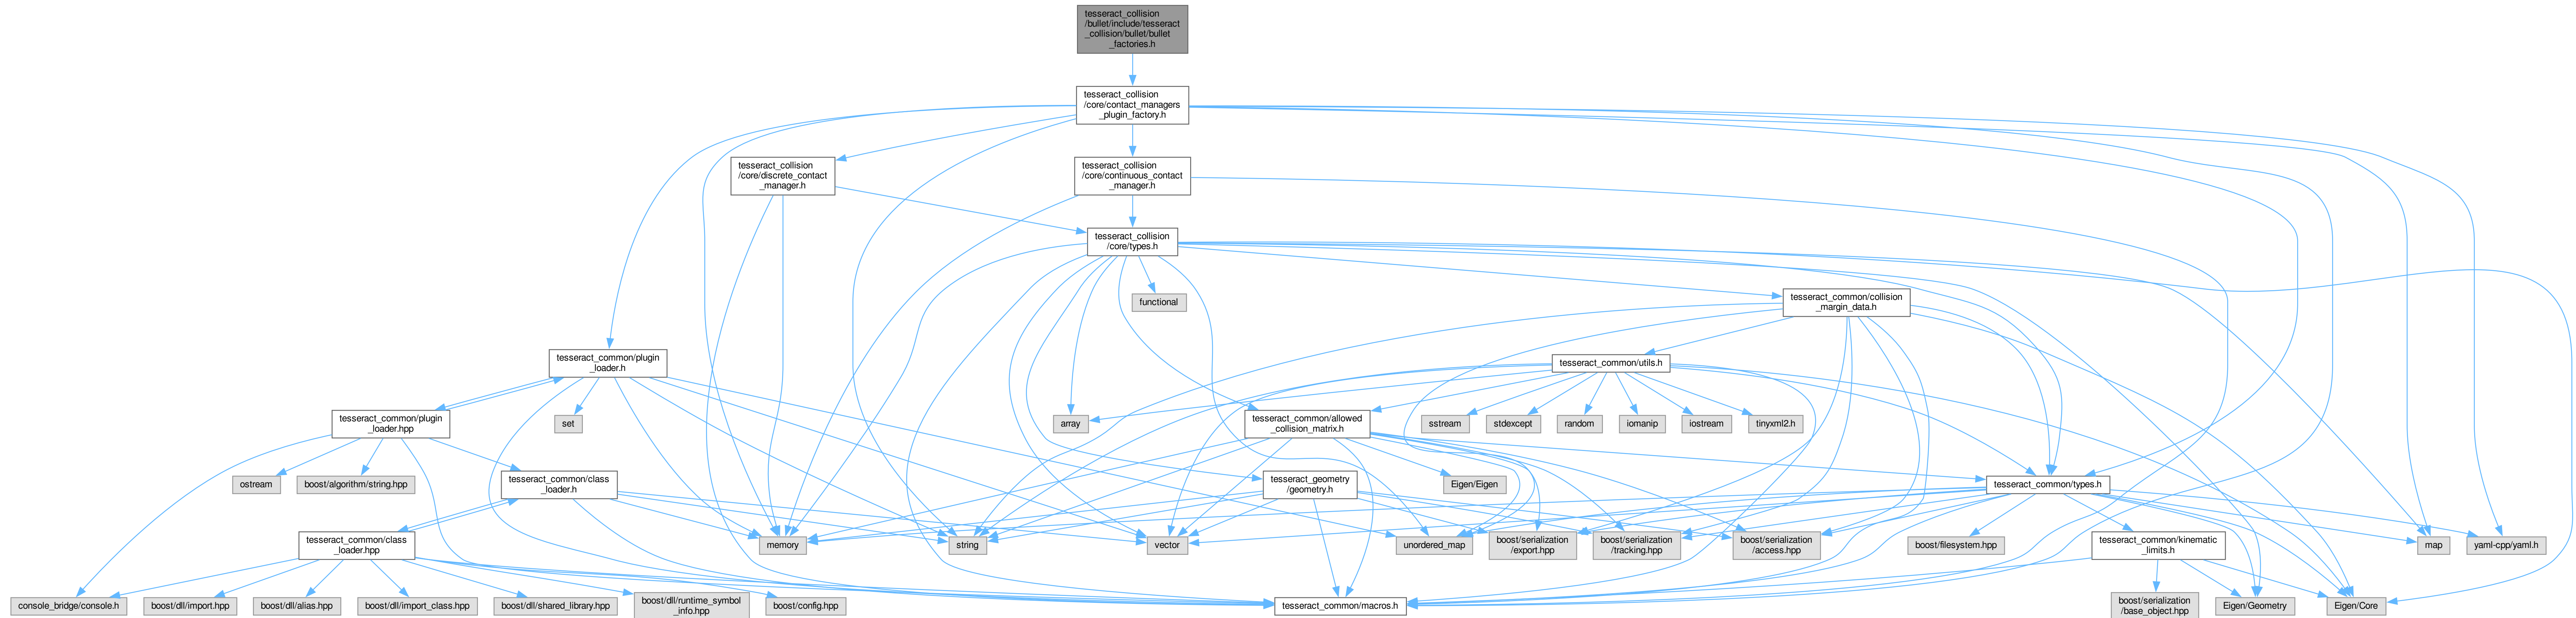 tesseract_collision
/bullet/include/tesseract
_collision/bullet/bullet
_factories.h
tesseract_collision
/core/contact_managers
_plugin_factory.h
tesseract_collision
/core/discrete_contact
_manager.h
tesseract_collision
/core/continuous_contact
_manager.h
tesseract_collision
/core/types.h
functional
tesseract_common/collision
_margin_data.h
tesseract_common/plugin
_loader.h
tesseract_common/utils.h
tesseract_common/plugin
_loader.hpp
set
array
tesseract_common/allowed
_collision_matrix.h
sstream
stdexcept
random
iomanip
iostream
tinyxml2.h
ostream
boost/algorithm/string.hpp
tesseract_common/class
_loader.h
tesseract_geometry
/geometry.h
Eigen/Eigen
tesseract_common/types.h
tesseract_common/class
_loader.hpp
memory
string
vector
unordered_map
boost/serialization
/export.hpp
boost/serialization
/tracking.hpp
boost/serialization
/access.hpp
boost/filesystem.hpp
tesseract_common/kinematic
_limits.h
map
yaml-cpp/yaml.h
console_bridge/console.h
boost/dll/import.hpp
boost/dll/alias.hpp
boost/dll/import_class.hpp
boost/dll/shared_library.hpp
boost/dll/runtime_symbol
_info.hpp
boost/config.hpp
tesseract_common/macros.h
boost/serialization
/base_object.hpp
Eigen/Geometry
Eigen/Core